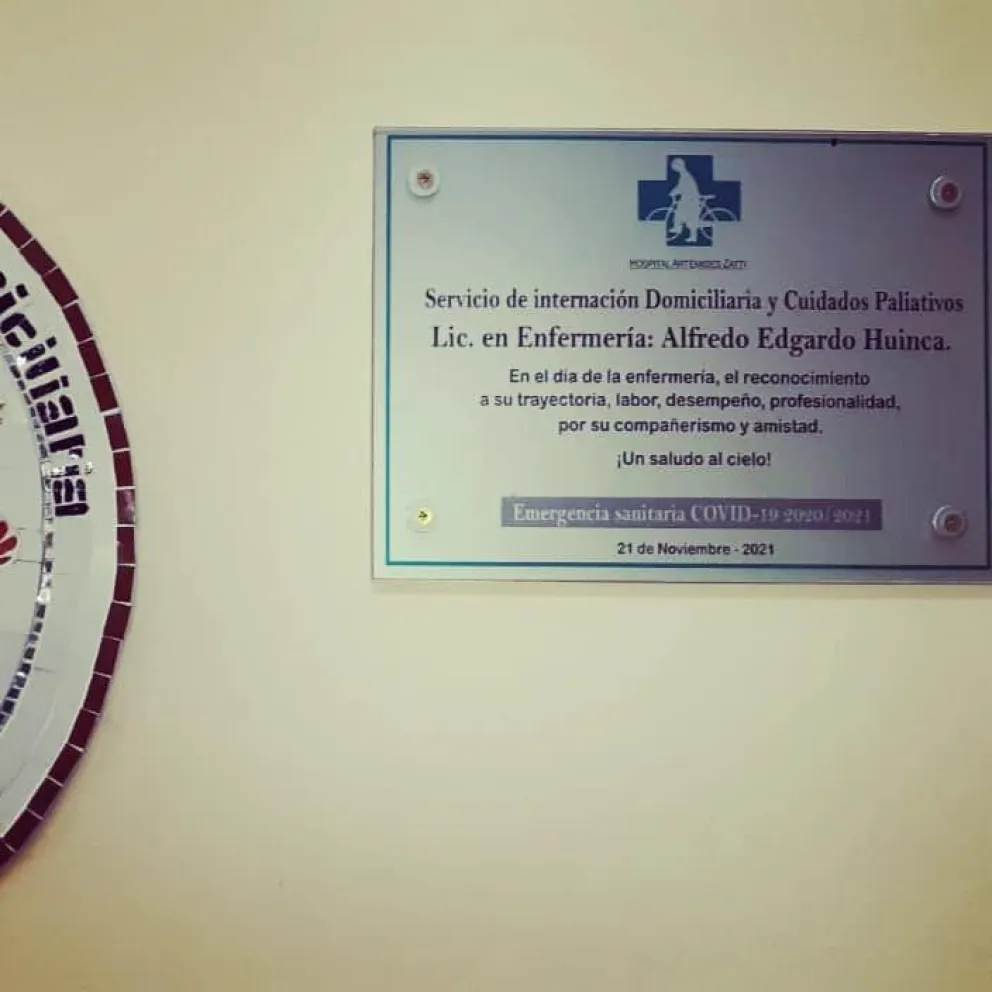 iciliaria
HOSPITAL ARTEMIDES ZATTI
Servicio de internación Domiciliaria y Cuidados Paliativos
Lic. en Enfermería: Alfredo Edgardo Huinca.
En el día de la enfermería, el reconocimiento
a su trayectoria, labor, desempeño, profesionalidad,
por su compañerismo y amistad.
¡Un saludo al cielo!
Emergencia sanitaria COVID-19 2020/2021
21 de Noviembre - 2021